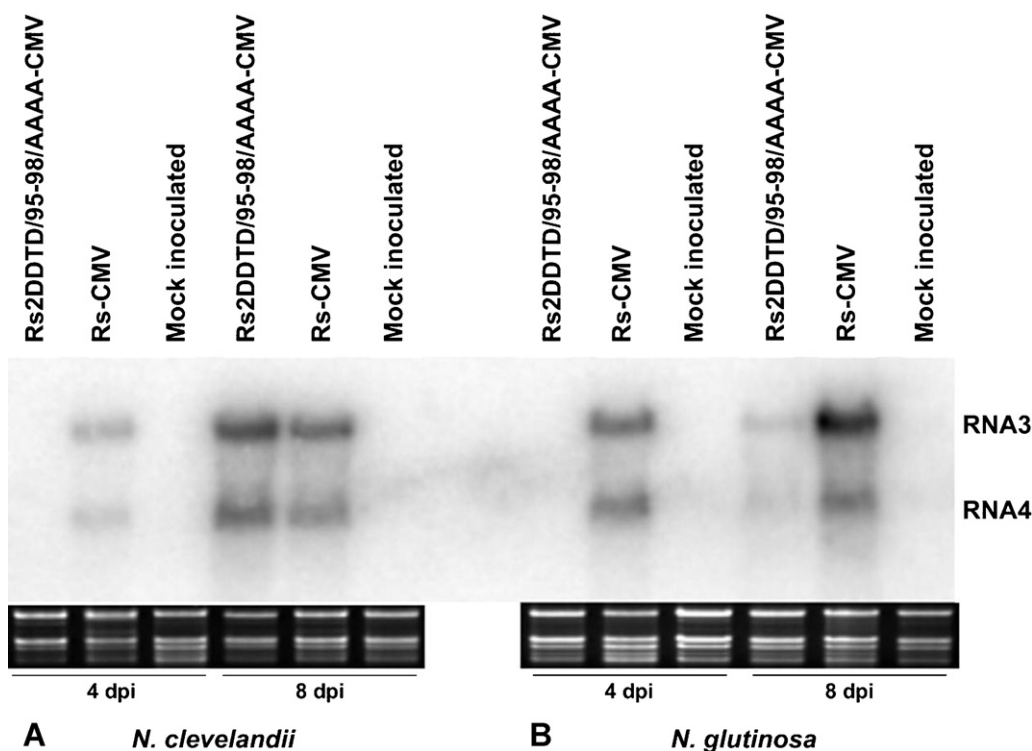 Rs2DDTD/95-98/AAAA-CMV
Rs-CMV
Mock inoculated
Rs2DDTD/95-98/AAAA-CMV
Rs-CMV
Mock inoculated
Rs2DDTD/95-98/AAAA-CMV
Rs-CMV
Mock inoculated
Rs2DDTD/95-98/AAAA-CMV
Rs-CMV
Mock inoculated
RNA3
RNA4
4 dpi
8 dpi
4 dpi
8 dpi
A
N. clevelandii
B
N. glutinosa